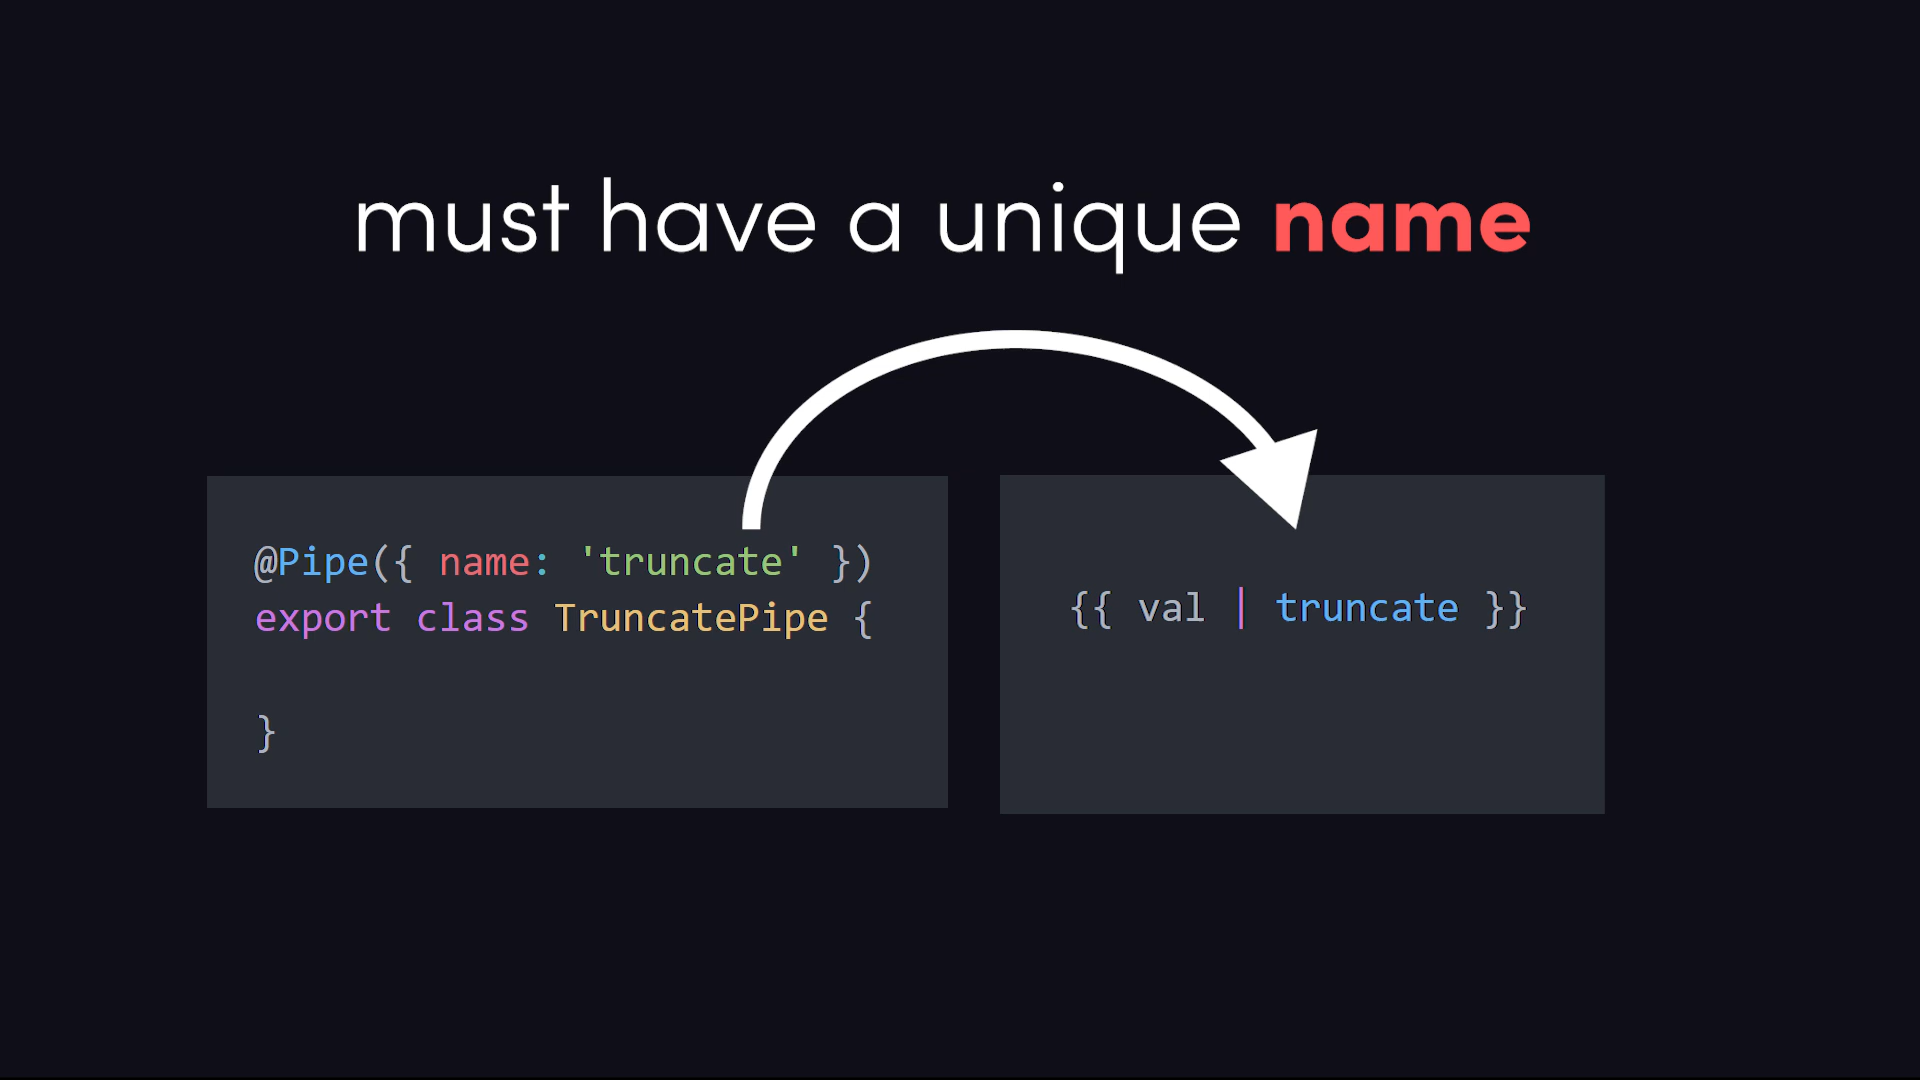 must have a unique name
@Pipe({ name: 'truncate' })
export class TruncatePipe {
}
{{ val | truncate }}